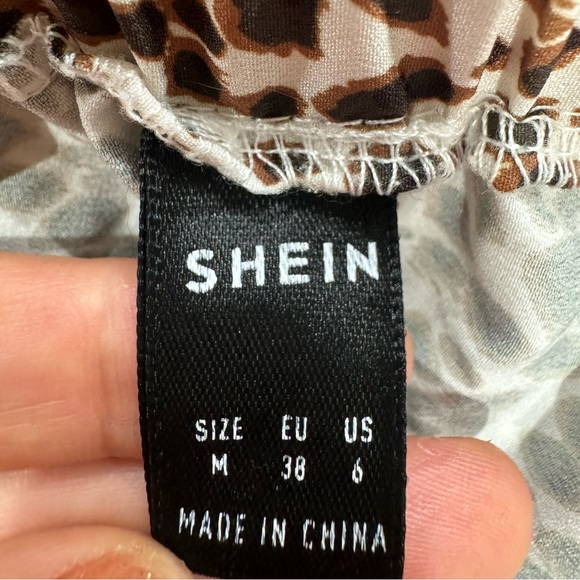 SHEIN
SIZE EU US
M 38 6
MADE IN CHINA